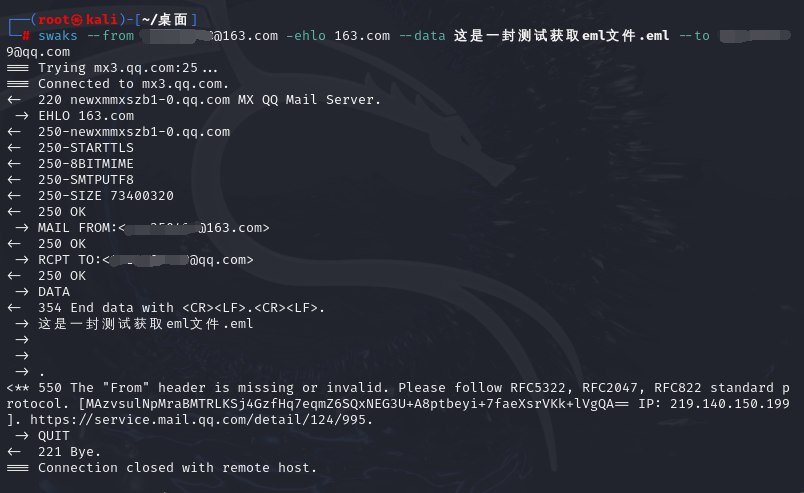 (root㉿kali)-[~/桌面]
# swaks --from @163.com -ehlo 163.com --data 这是一封测试获取eml文件.eml --to
9@qq.com
=== Trying mx3.qq.com:25 ...
=== Connected to mx3.qq.com.
<- 220 newxmmxszb1-0.qq.com MX QQ Mail Server.
-> EHLO 163.com
<- 250-newxmmxszb1-0.qq.com
<- 250-STARTTLS
<- 250-8BITMIME
<- 250-SMTPUTF8
<- 250-SIZE 73400320
<- 250 OK
-> MAIL FROM:< @163.com>
<- 250 OK
-> RCPT TO:< @qq.com>
<- 250 OK
-> DATA
<- 354 End data with <CR><LF>.<CR><LF>.
-> 这是一封测试获取eml文件.eml
->
->
-> .
<** 550 The "From" header is missing or invalid. Please follow RFC5322, RFC2047, RFC822 standard p
rotocol. [MAzvsulNpMraBMTRLKSj4GzfHq7eqmZ6SQxNEG3U+A8ptbeyi+7faeXsrVKk+lVgQA== IP: 219.140.150.199
]. https://service.mail.qq.com/detail/124/995.
-> QUIT
<- 221 Bye.
=== Connection closed with remote host.